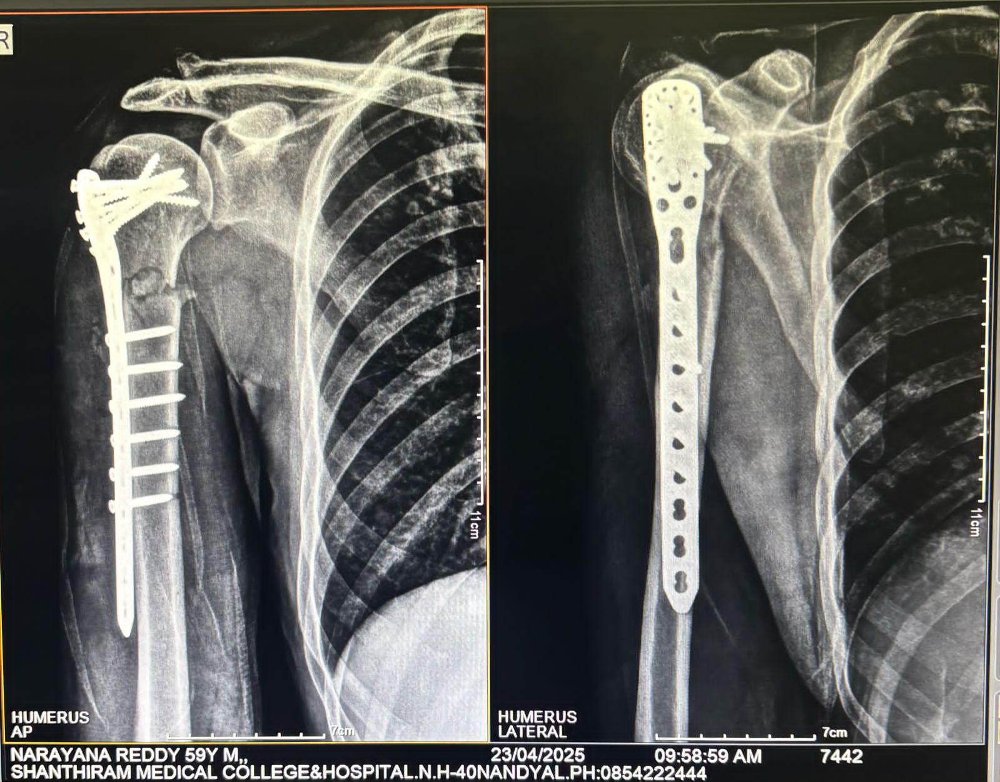 R
11cm
11cm
HUMERUS
AP
7cm
HUMERUS
LATERAL
7cm
NARAYANA REDDY 59Y M,, 23/04/2025 09:58:59 AM 7442
SHANTHIRAM MEDICAL COLLEGE&HOSPITAL.N.H-40NANDYAL.PH:0854222444